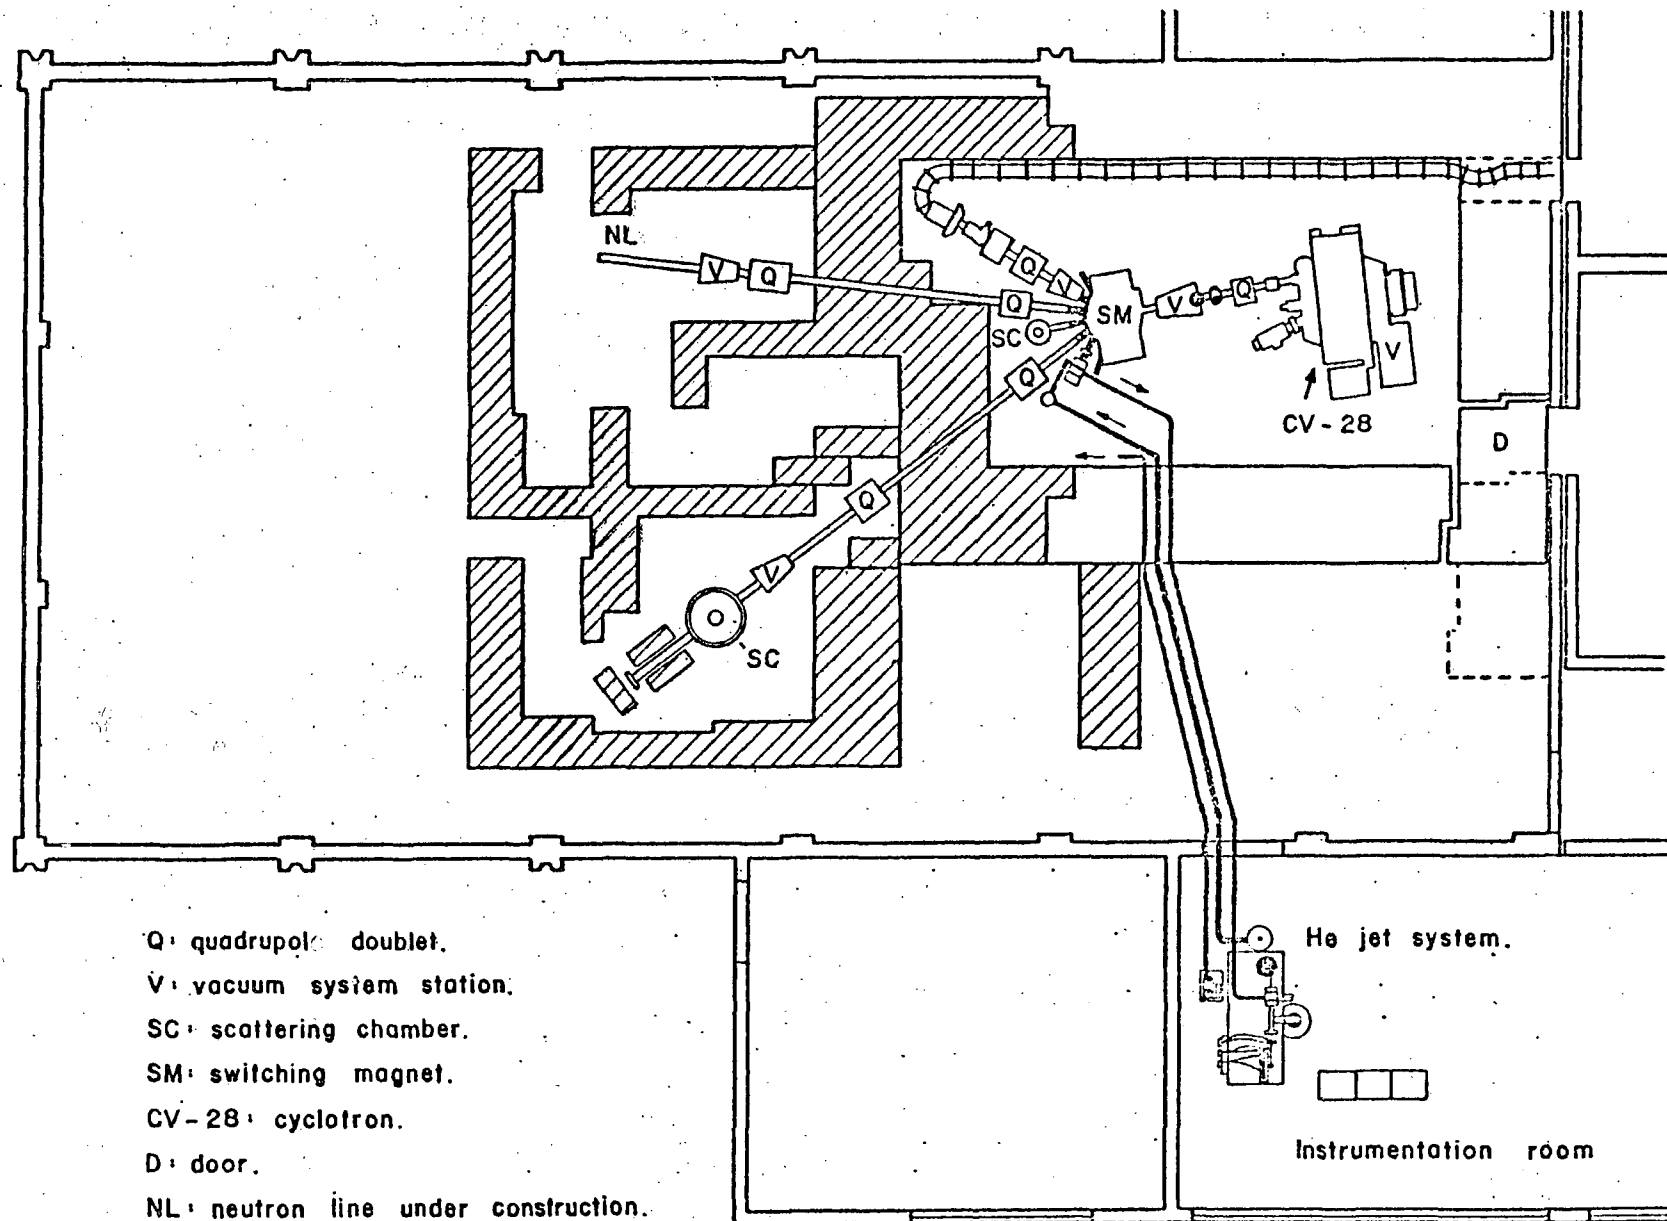 NL
V
Q
Q
V
Q
SC
SM
V
Q
V
CV-28
Q
D
Q
V
SC
He jet system.
Instrumentation room
Q: quadrupole doublet.
V: vacuum system station.
SC: scattering chamber.
SM: switching magnet.
CV-28: cyclotron.
D: door.
NL: neutron line under construction.